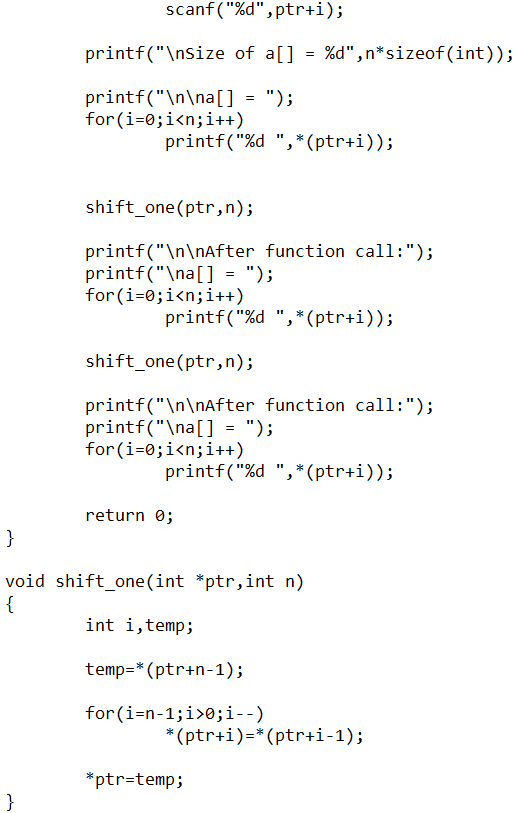 scanf("%d",ptr+i);
printf("\nSize of a[] = %d",n*sizeof(int));
printf("\n\na[] = ");
for(i=0;i<n;i++)
printf("%d ",*(ptr+i));
shift_one(ptr,n);
printf("\n\nAfter function call:");
printf("\na[] = ");
for(i=0;i<n;i++)
printf("%d ",*(ptr+i));
shift_one(ptr,n);
printf("\n\nAfter function call:");
printf("\na[] = ");
for(i=0;i<n;i++)
printf("%d ",*(ptr+i));
return 0;
}
void shift_one(int *ptr,int n)
{
int i,temp;
temp=*(ptr+n-1);
for(i=n-1;i>0;i--)
*(ptr+i)=*(ptr+i-1);
*ptr=temp;
}